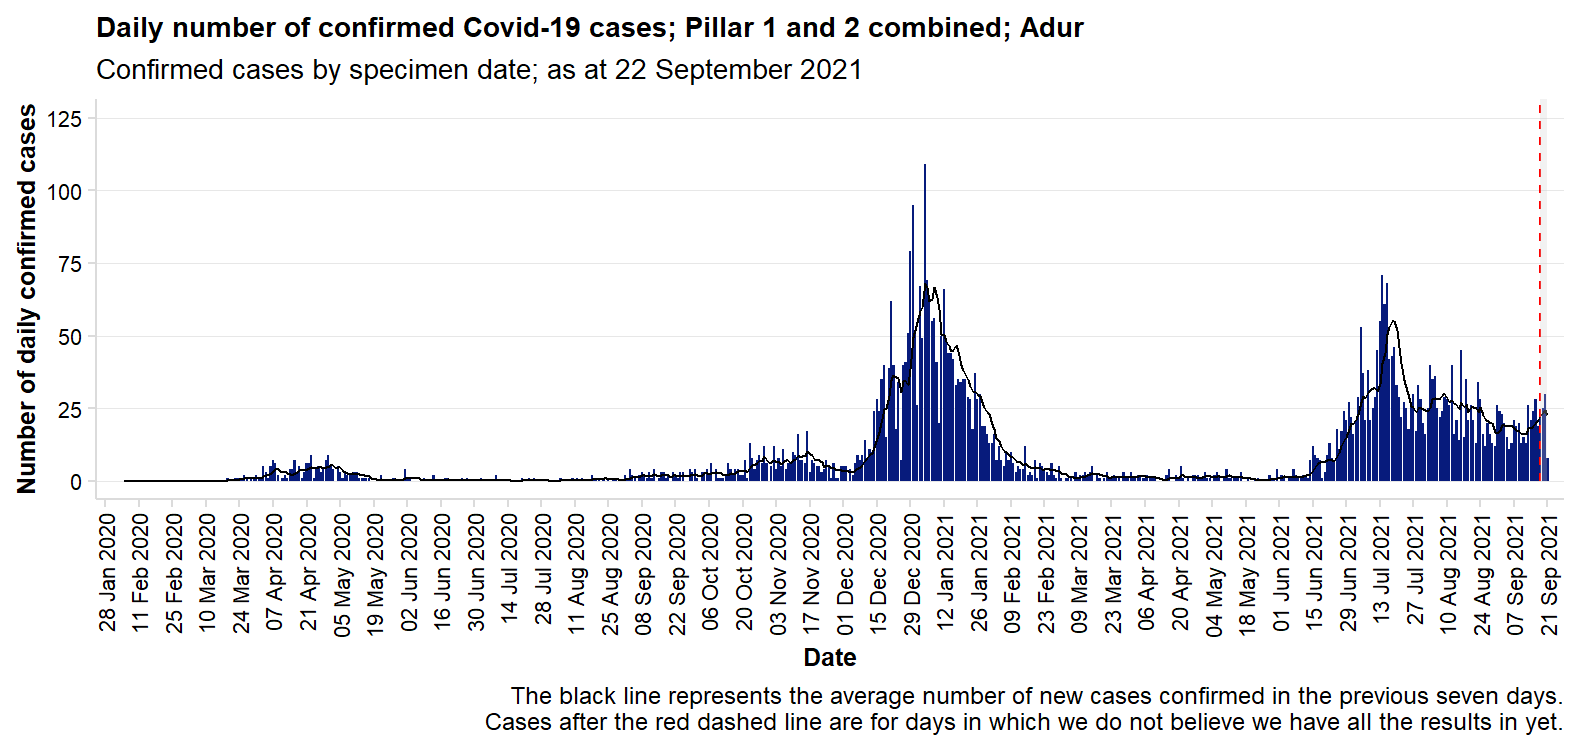 Daily number of confirmed Covid-19 cases; Pillar 1 and 2 combined; Adur
Confirmed cases by specimen date; as at 22 September 2021
Number of daily confirmed cases
125
100
75
50
25
0
28 Jan 2020
11 Feb 2020
25 Feb 2020
10 Mar 2020
24 Mar 2020
07 Apr 2020
21 Apr 2020
05 May 2020
19 May 2020
02 Jun 2020
16 Jun 2020
30 Jun 2020
14 Jul 2020
28 Jul 2020
11 Aug 2020
25 Aug 2020
08 Sep 2020
22 Sep 2020
06 Oct 2020
20 Oct 2020
03 Nov 2020
17 Nov 2020
01 Dec 2020
15 Dec 2020
29 Dec 2020
12 Jan 2021
26 Jan 2021
09 Feb 2021
23 Feb 2021
09 Mar 2021
23 Mar 2021
06 Apr 2021
20 Apr 2021
04 May 2021
18 May 2021
01 Jun 2021
15 Jun 2021
29 Jun 2021
13 Jul 2021
27 Jul 2021
10 Aug 2021
24 Aug 2021
07 Sep 2021
21 Sep 2021
Date
The black line represents the average number of new cases confirmed in the previous seven days.
Cases after the red dashed line are for days in which we do not believe we have all the results in yet.